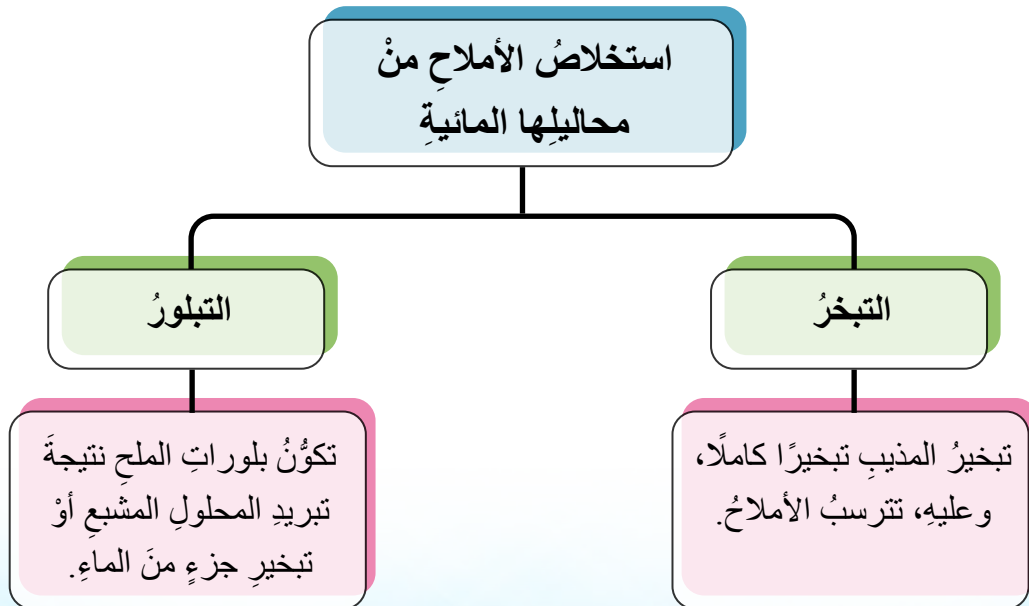 استخلاصُ الأملاحِ منْ
محاليلِها المائيةِ
التبخرُ
تبخيرُ المذيبِ تبخيرًا كاملًا،
وعليهِ، تترسبُ الأملاحُ.
التبلورُ
تكوُّنُ بلوراتِ الملحِ نتيجةَ
تبريدِ المحلولِ المشبعِ أوْ
تبخيرِ جزءٍ منَ الماءِ.